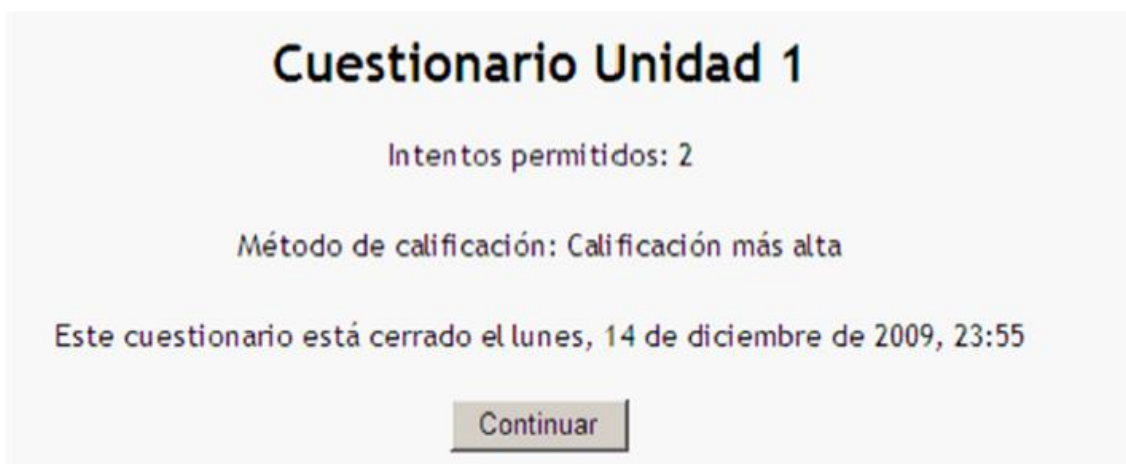 Cuestionario Unidad 1
Intentos permitidos: 2
Método de calificación: Calificación más alta
Este cuestionario está cerrado el lunes, 14 de diciembre de 2009, 23:55
Continuar